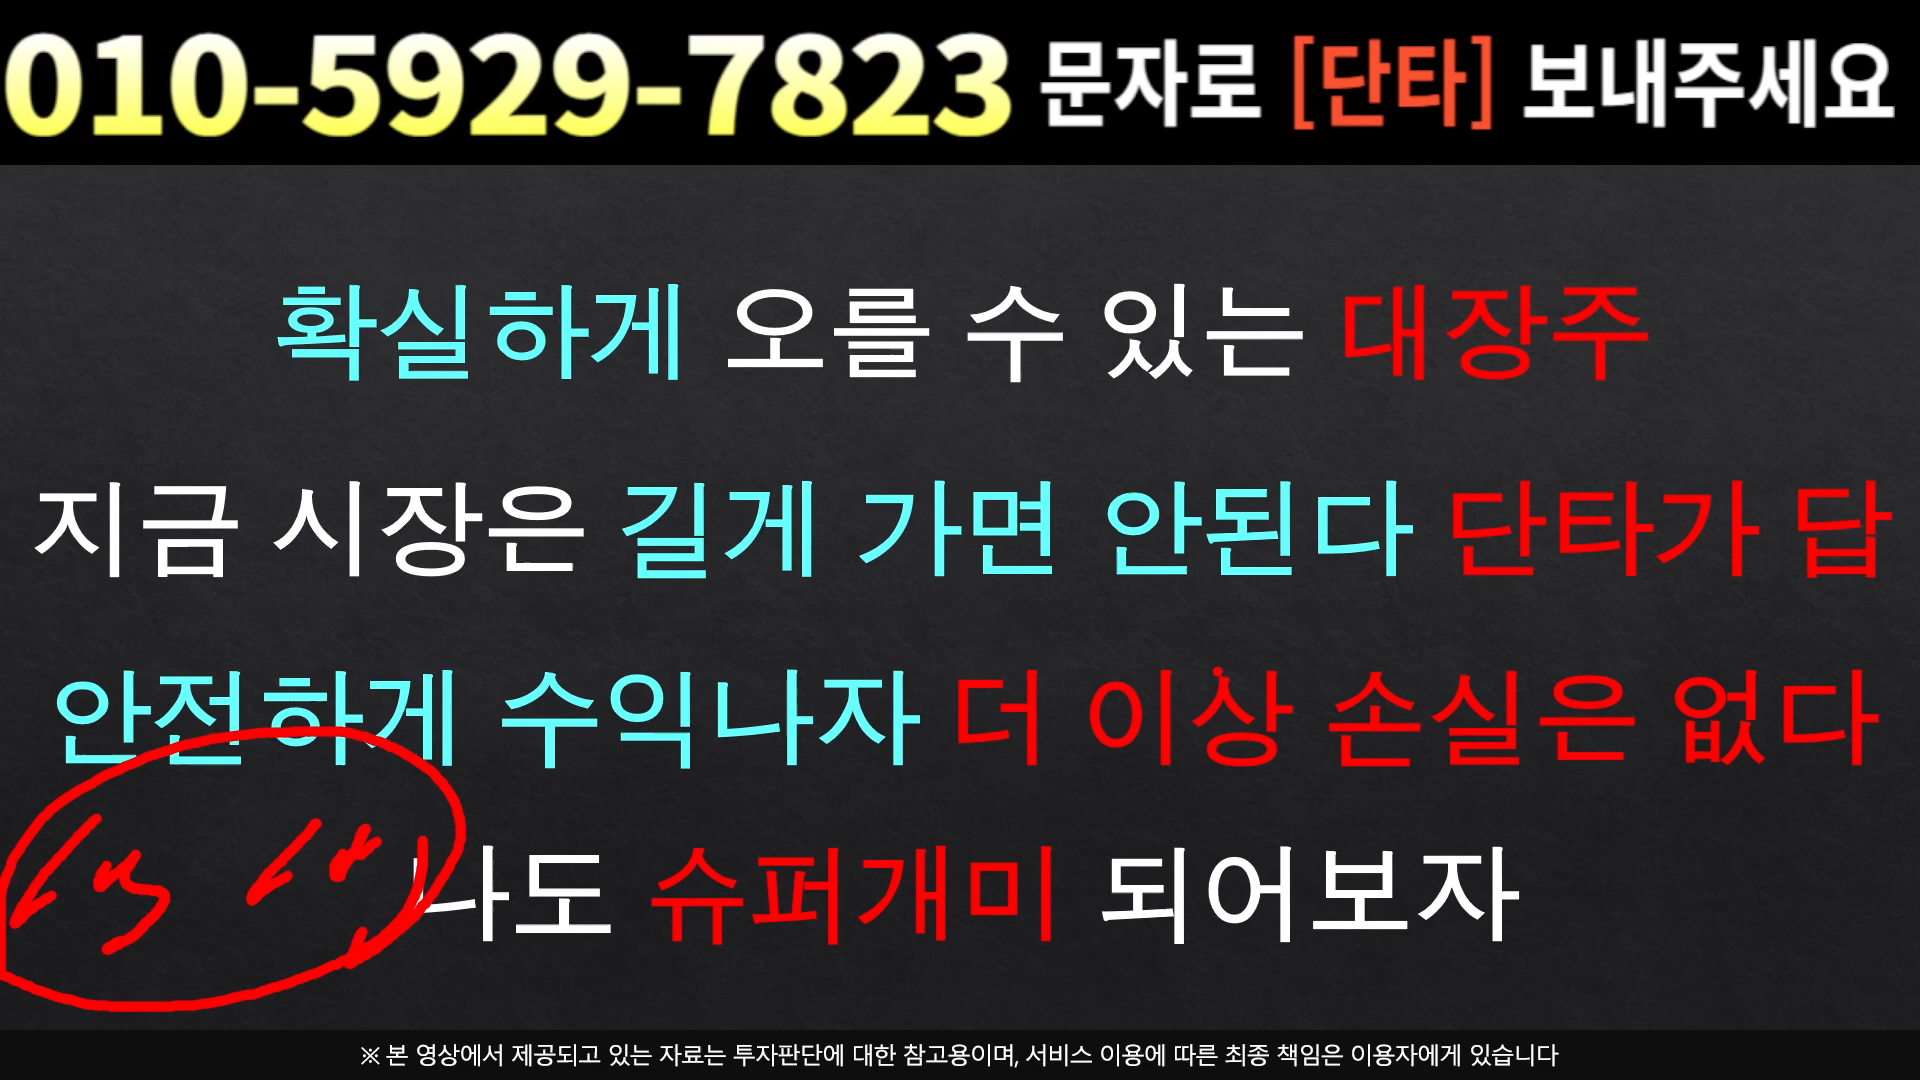 010-5929-7823 문자로 [단타] 보내주세요
확실하게 오를 수 있는 대장주
지금 시장은 길게 가면 안된다 단타가 답
안전하게 수익나자 더 이상 손실은 없다
나도 슈퍼개미 되어보자
※ 본 영상에서 제공되고 있는 자료는 투자판단에 대한 참고용이며, 서비스 이용에 따른 최종 책임은 이용자에게 있습니다